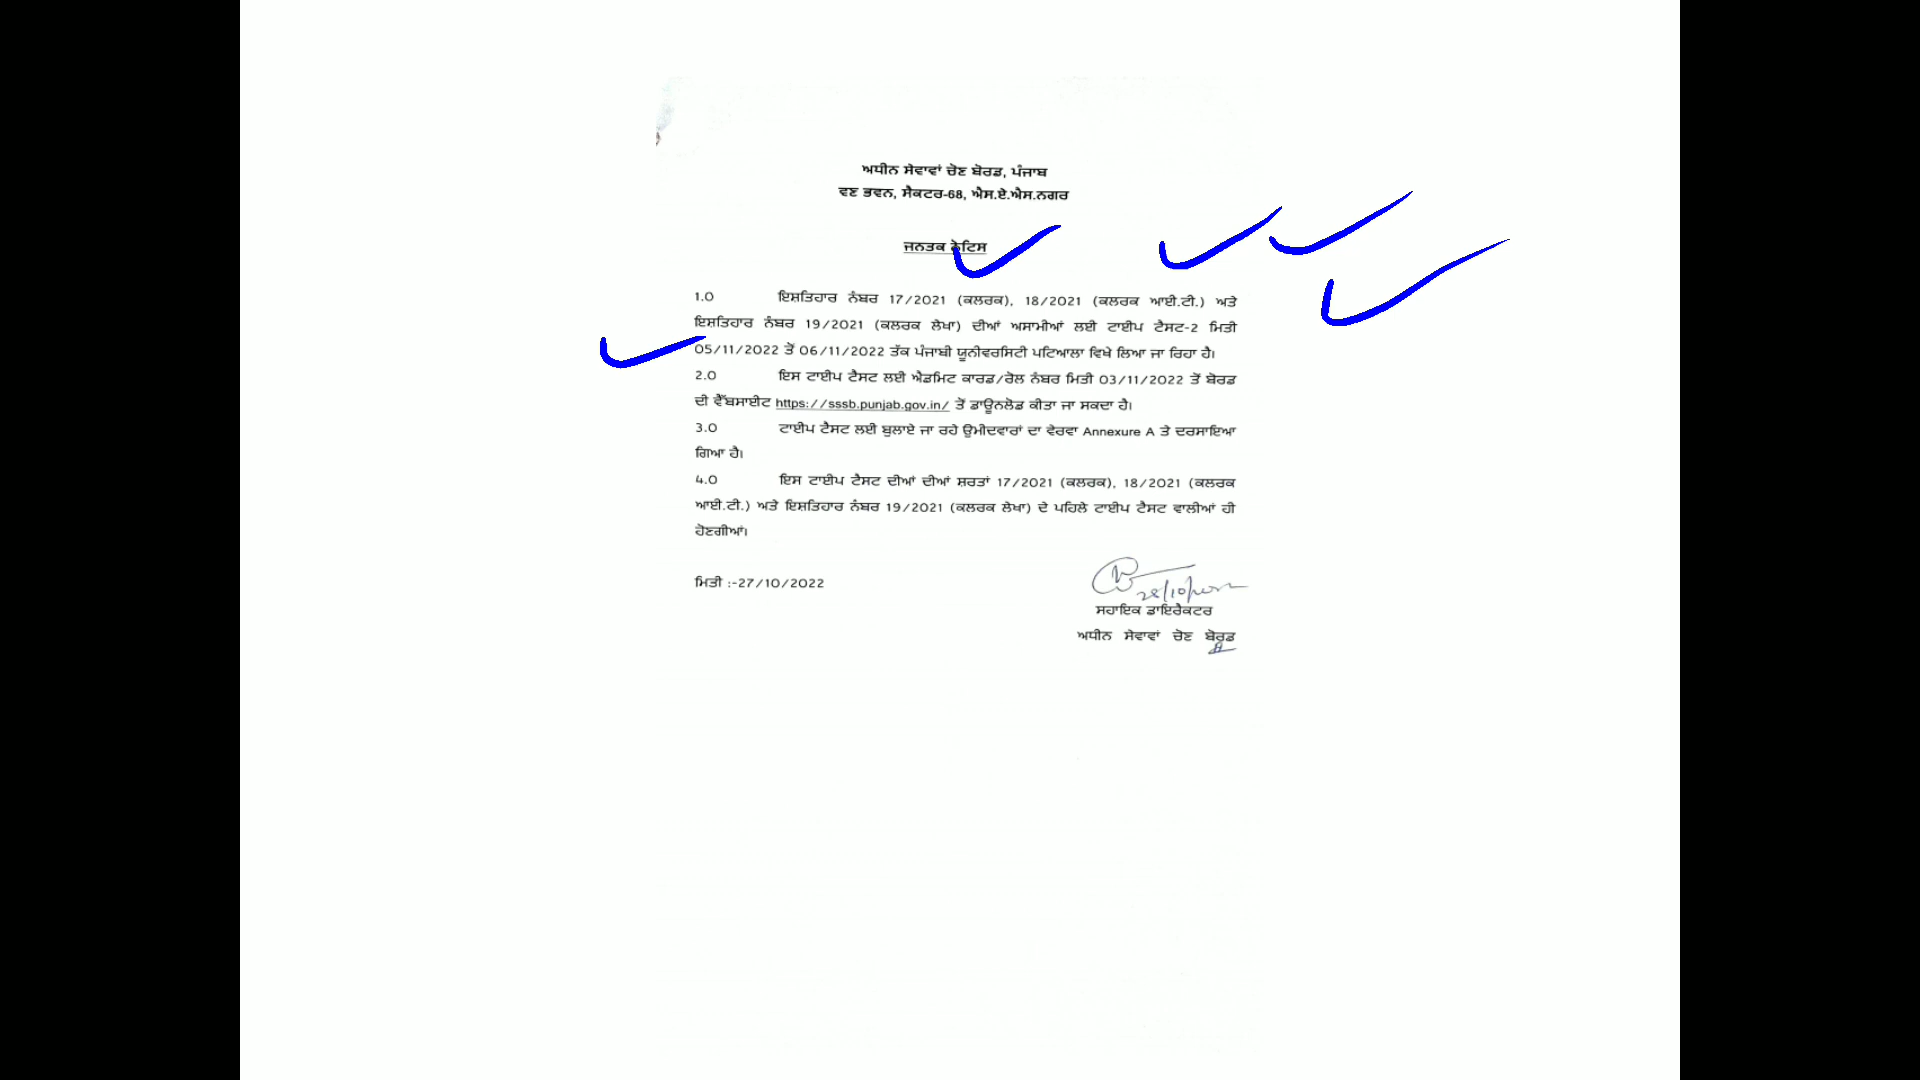 ਅਧੀਨ ਸੇਵਾਵਾਂ ਚੋਣ ਬੋਰਡ, ਪੰਜਾਬ
ਵਣ ਭਵਨ, ਸੈਕਟਰ-68, ਐਸ.ਏ.ਐਸ.ਨਗਰ
ਜਨਤਕ ਨੋਟਿਸ
1.0 ਇਸ਼ਤਿਹਾਰ ਨੰਬਰ 17/2021 (ਕਲਰਕ), 18/2021 (ਕਲਰਕ ਆਈ.ਟੀ.) ਅਤੇ
ਇਸ਼ਤਿਹਾਰ ਨੰਬਰ 19/2021 (ਕਲਰਕ ਲੇਖਾ) ਦੀਆਂ ਅਸਾਮੀਆਂ ਲਈ ਟਾਈਪ ਟੈਸਟ-2 ਮਿਤੀ
05/11/2022 ਤੋਂ 06/11/2022 ਤੱਕ ਪੰਜਾਬੀ ਯੂਨੀਵਰਸਿਟੀ ਪਟਿਆਲਾ ਵਿਖੇ ਲਿਆ ਜਾ ਰਿਹਾ ਹੈ।
2.0 ਇਸ ਟਾਈਪ ਟੈਸਟ ਲਈ ਐਡਮਿਟ ਕਾਰਡ/ਰੋਲ ਨੰਬਰ ਮਿਤੀ 03/11/2022 ਤੋਂ ਬੋਰਡ
ਦੀ ਵੈੱਬਸਾਈਟ https://sssb.punjab.gov.in/ ਤੋਂ ਡਾਊਨਲੋਡ ਕੀਤਾ ਜਾ ਸਕਦਾ ਹੈ।
3.0 ਟਾਈਪ ਟੈਸਟ ਲਈ ਬੁਲਾਏ ਜਾ ਰਹੇ ਉਮੀਦਵਾਰਾਂ ਦਾ ਵੇਰਵਾ Annexure A ਤੇ ਦਰਸਾਇਆ
ਗਿਆ ਹੈ।
4.0 ਇਸ ਟਾਈਪ ਟੈਸਟ ਦੀਆਂ ਦੀਆਂ ਸ਼ਰਤਾਂ 17/2021 (ਕਲਰਕ), 18/2021 (ਕਲਰਕ
ਆਈ.ਟੀ.) ਅਤੇ ਇਸ਼ਤਿਹਾਰ ਨੰਬਰ 19/2021 (ਕਲਰਕ ਲੇਖਾ) ਦੇ ਪਹਿਲੇ ਟਾਈਪ ਟੈਸਟ ਵਾਲੀਆਂ ਹੀ
ਹੋਣਗੀਆਂ।
ਮਿਤੀ :-27/10/2022
ਸਹਾਇਕ ਡਾਇਰੈਕਟਰ
ਅਧੀਨ ਸੇਵਾਵਾਂ ਚੋਣ ਬੋਰਡ